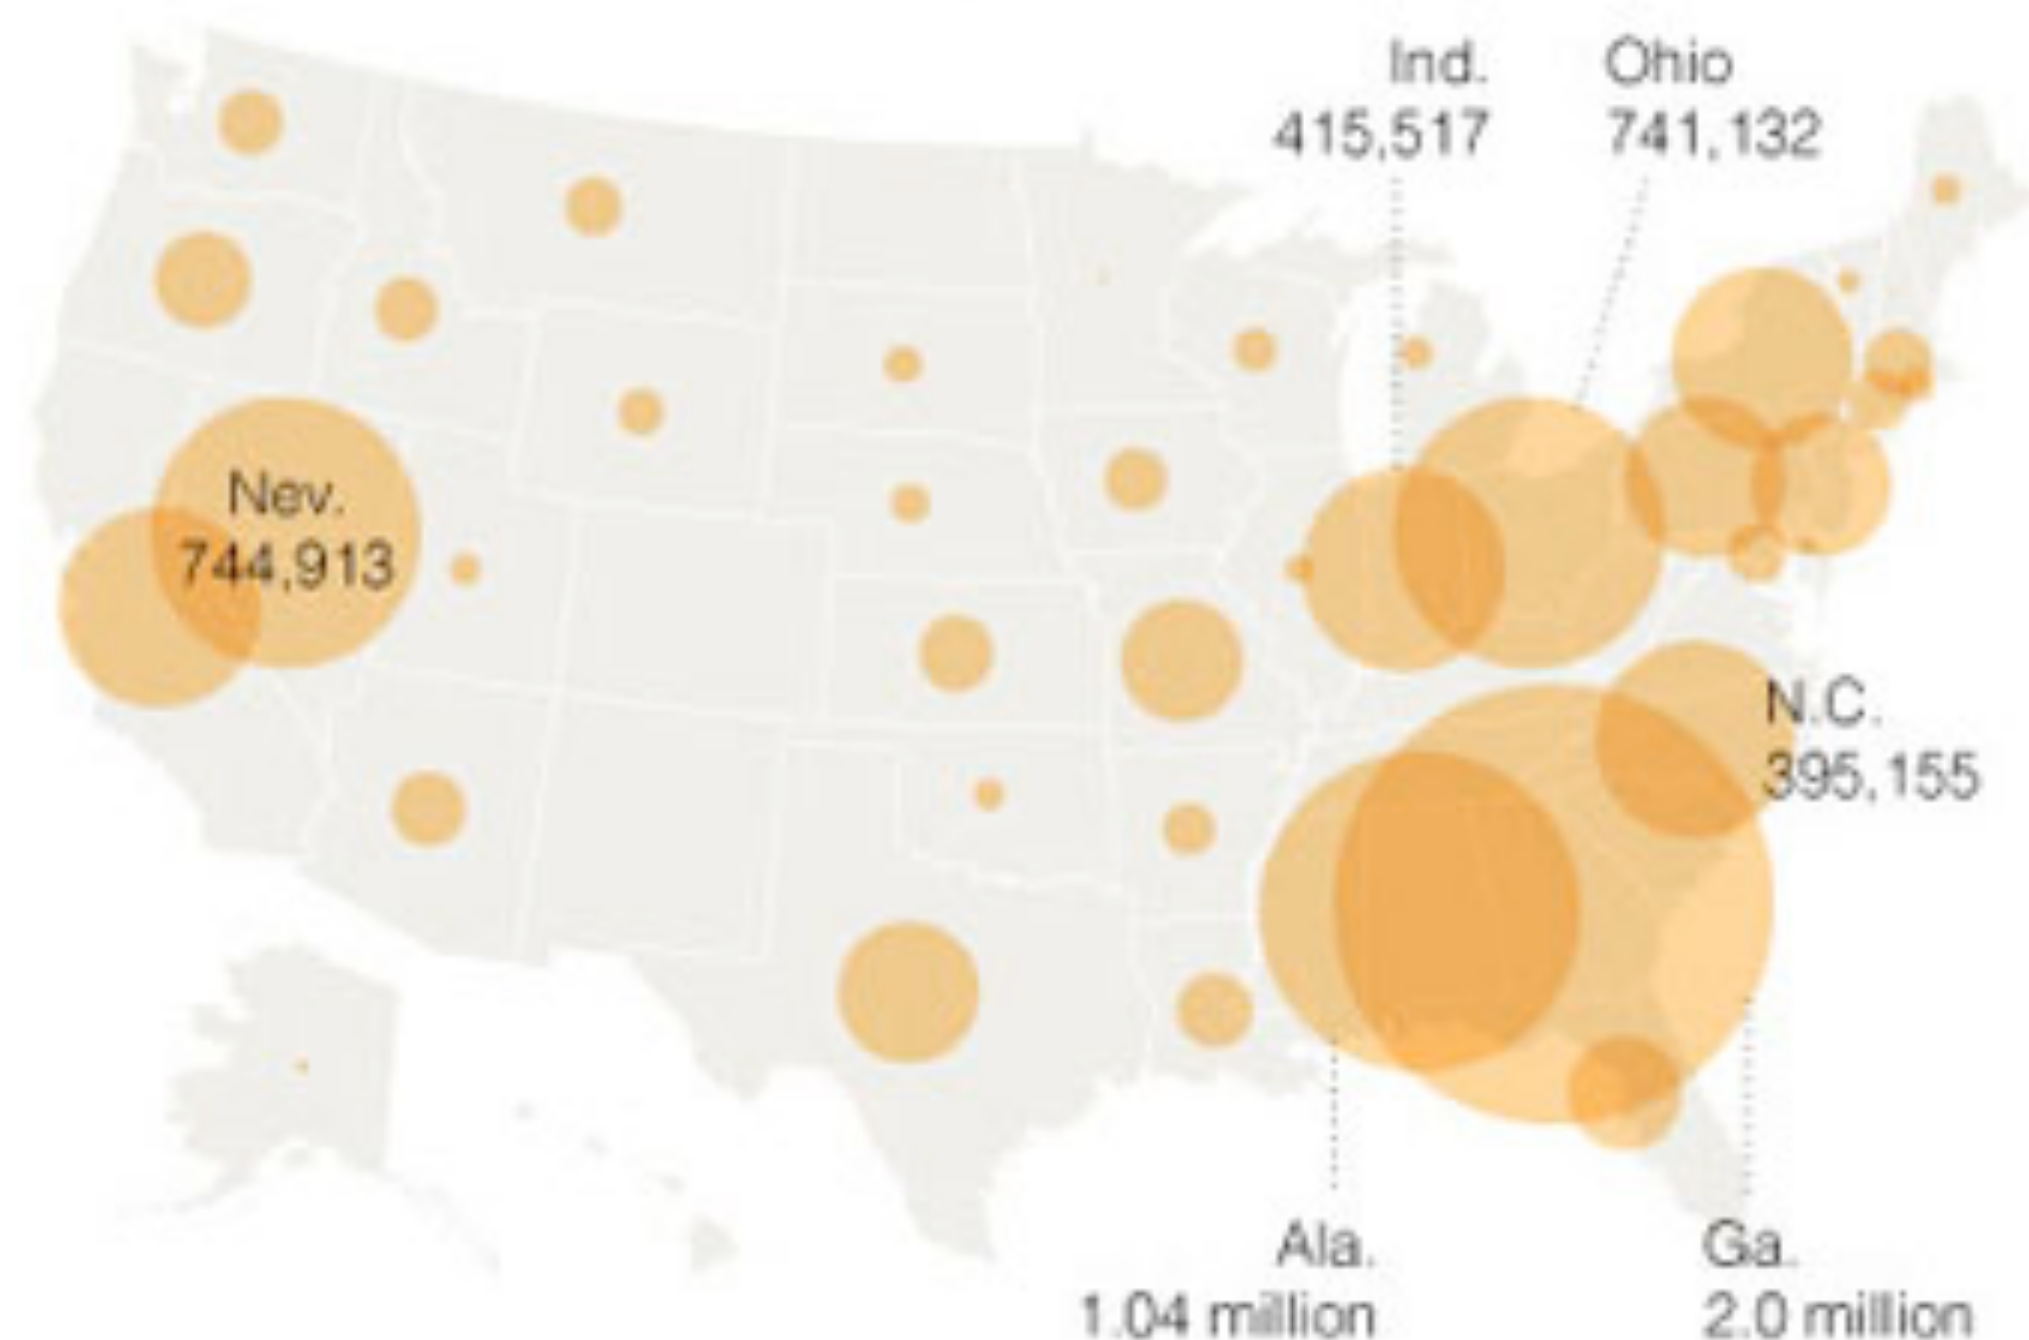 Ind.
415,517
Ohio
741,132
Nev.
744,913
N.C.
395,155
Ala.
1.04 million
Ga.
2.0 million